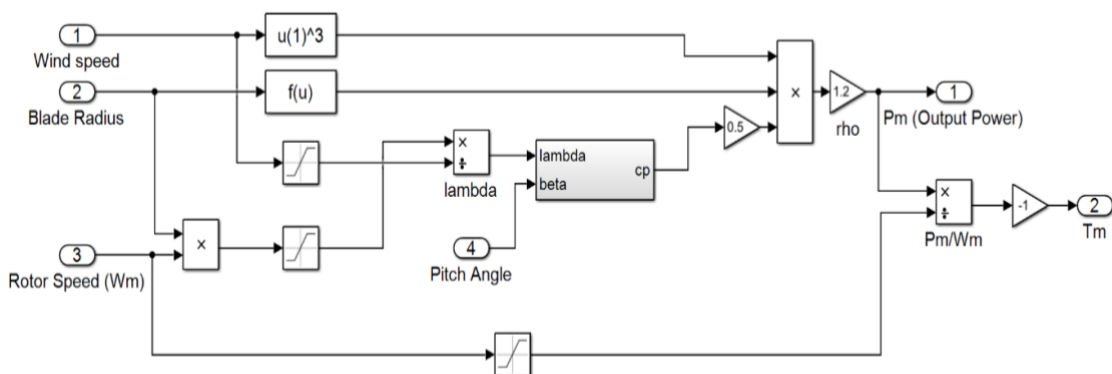 1
u(1)^3
Wind speed
2
f(u)
Blade Radius
×
1.2
rho
1
Pm (Output Power)
0.5
×
÷
lambda
lambda
beta
cp
×
3
Rotor Speed (Wm)
4
Pitch Angle
×
÷
Pm/Wm
-1
2
Tm